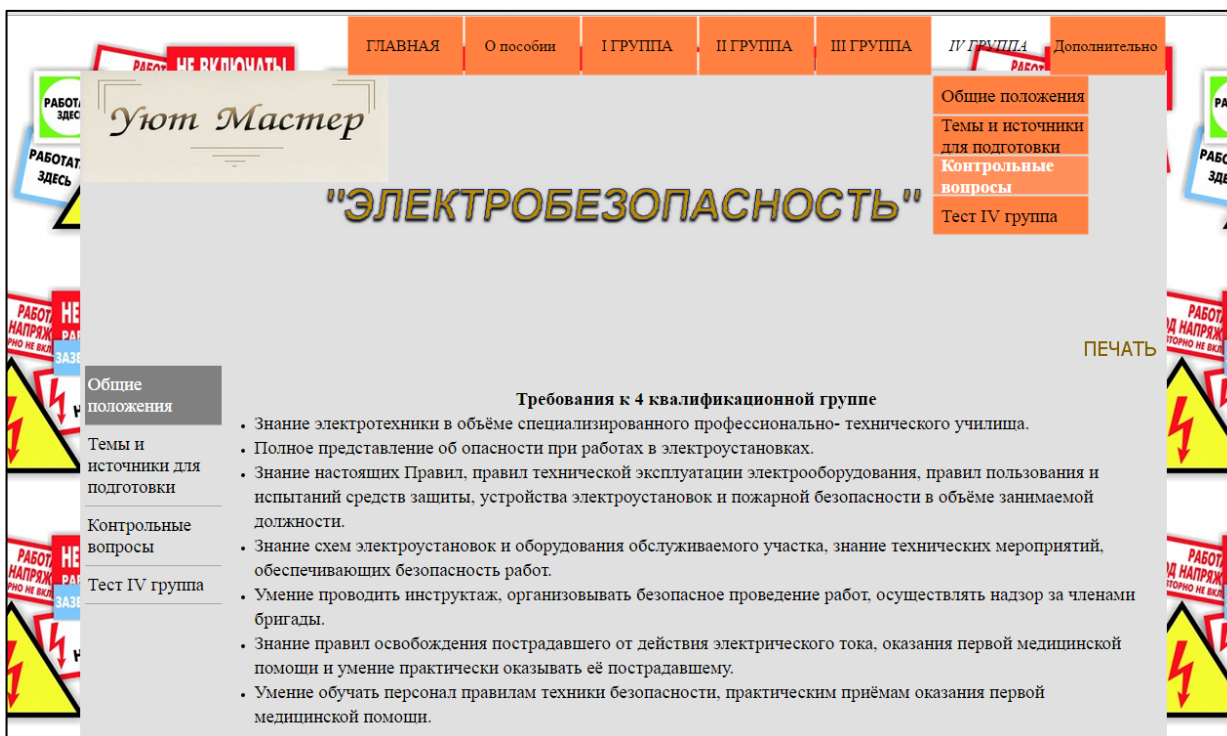 ГЛАВНАЯ
О пособии
I ГРУППА
II ГРУППА
III ГРУППА
IV ГРУППА
Дополнительно
НЕ ВКЛЮЧАТЬ!
Уют Мастер
Общие положения
Темы и источники
для подготовки
Контрольные
вопросы
Тест IV группа
"ЭЛЕКТРОБЕЗОПАСНОСТЬ"
ПЕЧАТЬ
Общие
положения
Темы и
источники для
подготовки
Контрольные
вопросы
Тест IV группа
Требования к 4 квалификационной группе
Знание электротехники в объёме специализированного профессионально- технического училища.
Полное представление об опасности при работах в электроустановках.
Знание настоящих Правил, правил технической эксплуатации электрооборудования, правил пользования и
испытаний средств защиты, устройства электроустановок и пожарной безопасности в объёме занимаемой
должности.
Знание схем электроустановок и оборудования обслуживаемого участка, знание технических мероприятий,
обеспечивающих безопасность работ.
Умение проводить инструктаж, организовывать безопасное проведение работ, осуществлять надзор за членами
бригады.
Знание правил освобождения пострадавшего от действия электрического тока, оказания первой медицинской
помощи и умение практически оказывать её пострадавшему.
Умение обучать персонал правилам техники безопасности, практическим приёмам оказания первой
медицинской помощи.